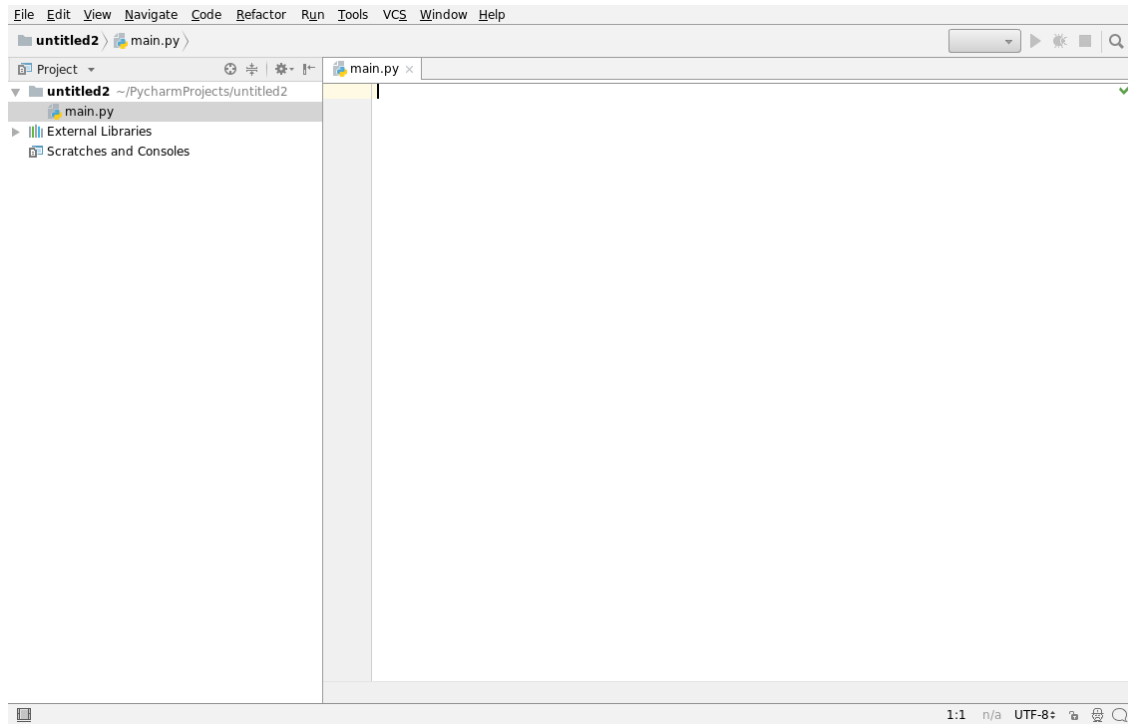 File Edit View Navigate Code Refactor Run Tools VCS Window Help
untitled2 main.py
Project
main.py
untitled2 ~/PycharmProjects/untitled2
main.py
External Libraries
Scratches and Consoles
1:1 n/a UTF-8